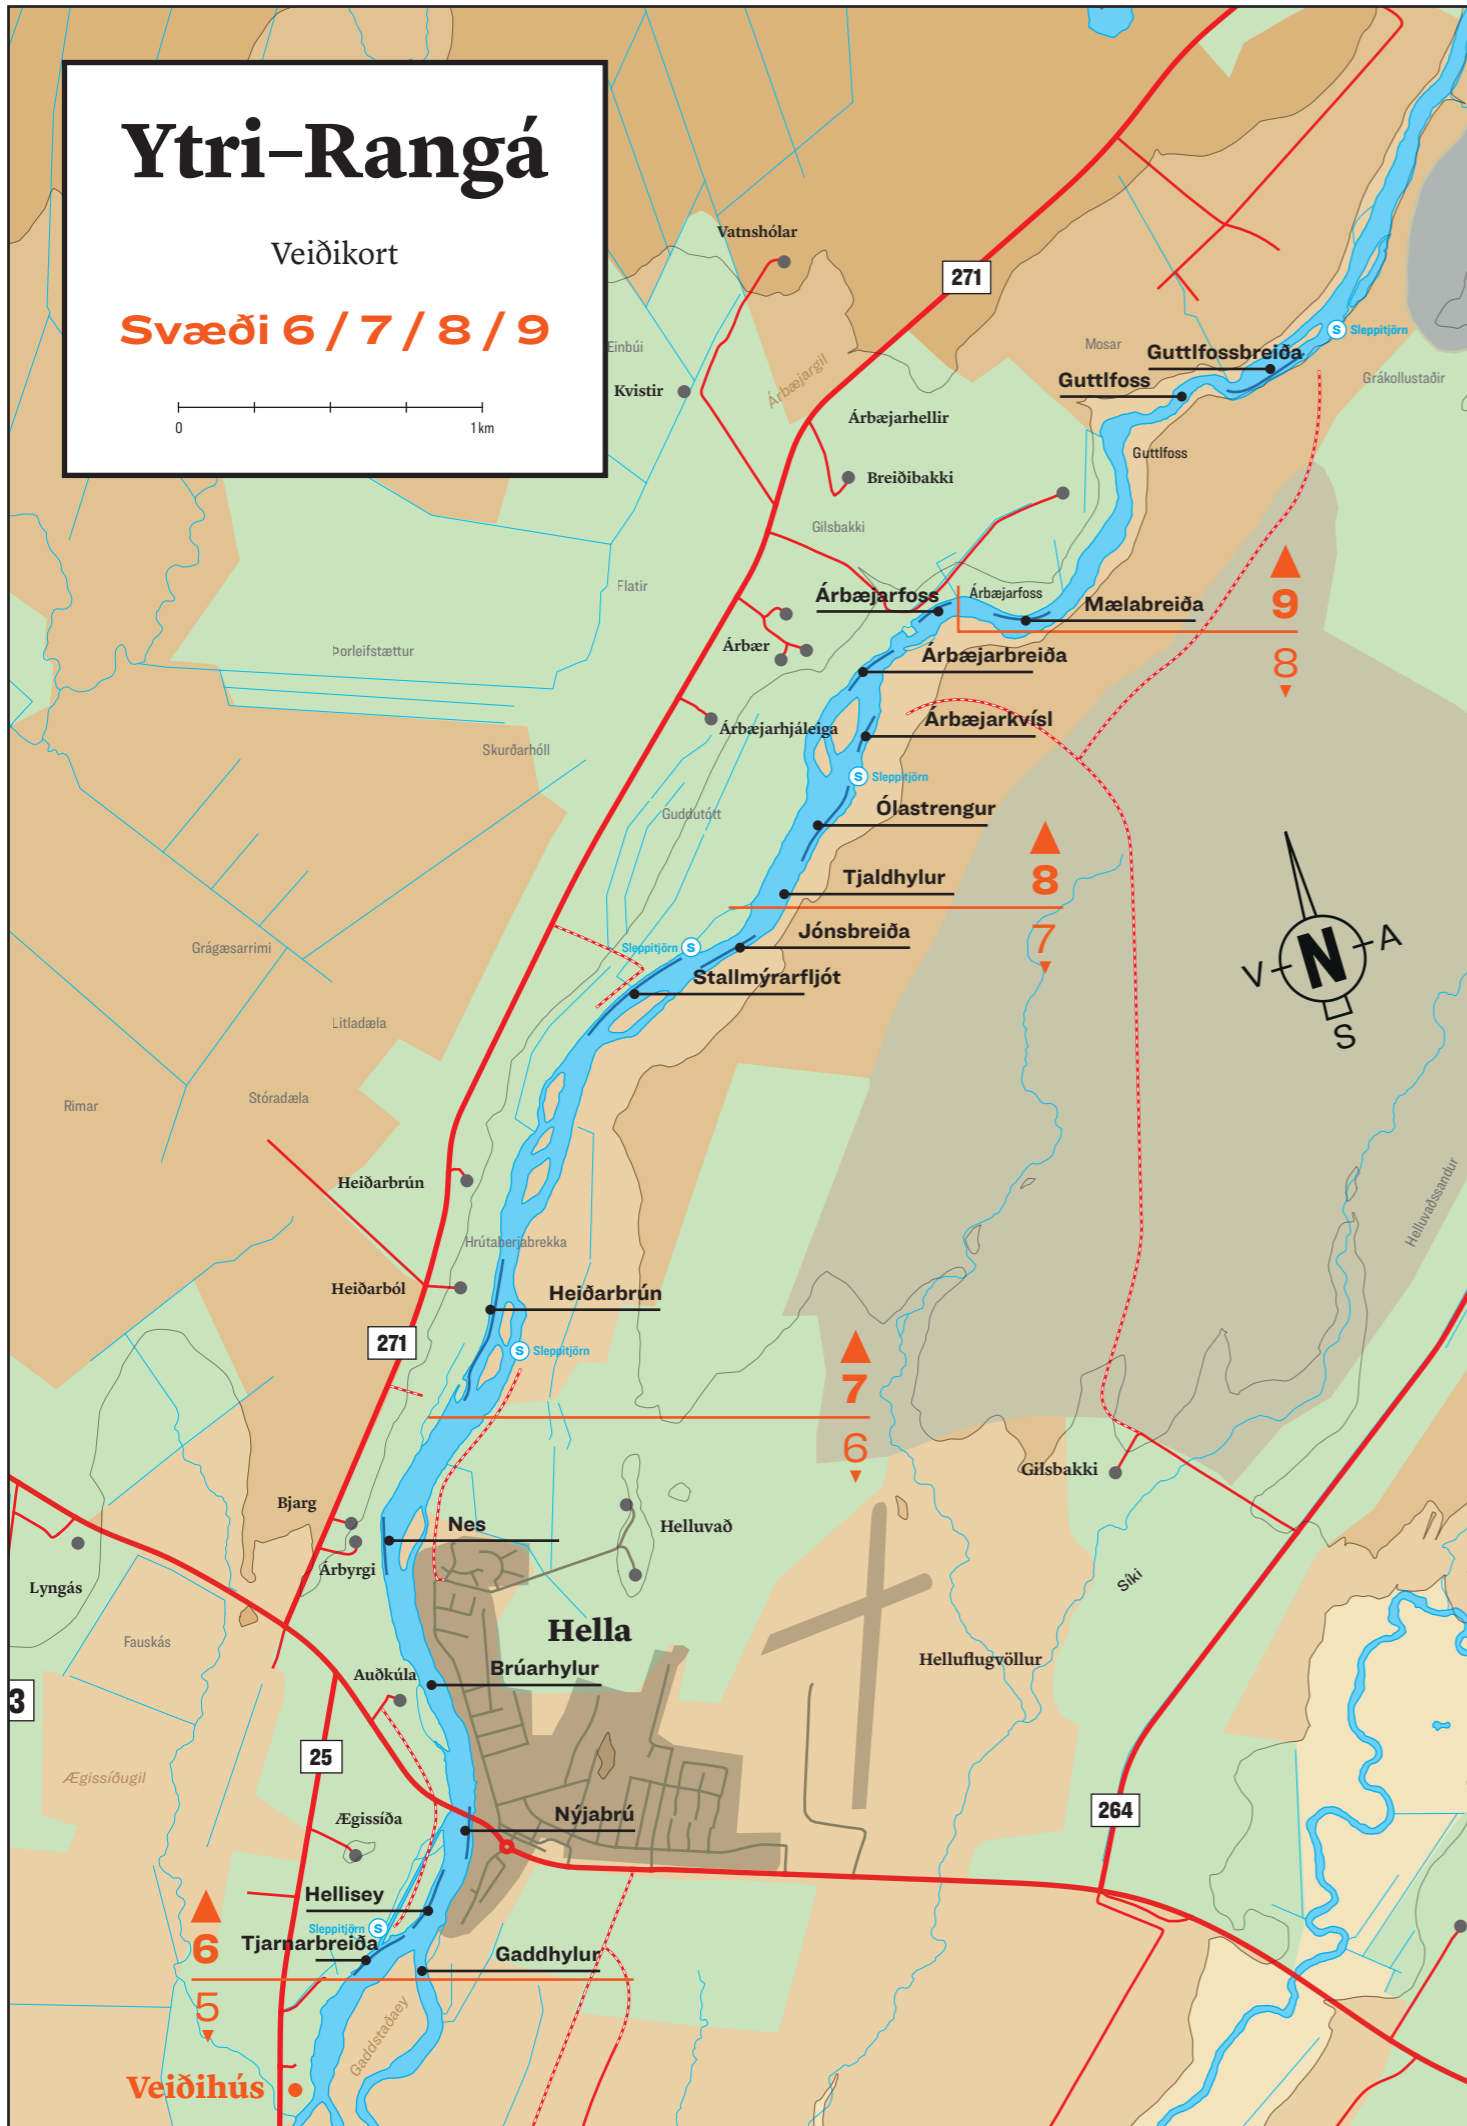 Ytri–Rangá
Veiðikort
Svæði 6 / 7 / 8 / 9
0 1 km
Vatnshólar
271
Einbúi
Kvistir
Árbæjargil
Mosar
Sleppitjörn
S
Guttlfossbreiða
Guttlfoss
Grákollustaðir
Árbæjarhellir
Guttlfoss
Breiðibakki
Gilsbakki
Flatir
Árbæjarfoss
Árbæjarfoss
Mælabreiða
9
8
Þorleifstættur
Árbær
Árbæjarbreiða
Árbæjarhjáleiga
Árbæjarkvísl
Skurðarhóll
S
Sleppitjörn
Guddutótt
Ólastrengur
8
7
Tjaldhylur
Grágæsarrimi
Sleppitjörn
S
Jónsbreiða
Stallmýrarfljót
N
A
V
S
Litladæla
Rimar
Stóradæla
Heiðarbrún
Hrútaberjabrekka
Helluvaðssandur
Heiðarból
Heiðarbrún
271
S
Sleppitjörn
7
6
Gilsbakki
Bjarg
Nes
Helluvað
Árbyrgi
Lyngás
Síki
Fauskás
Hella
Helluflugvöllur
Auðkúla
Brúarhylur
3
25
Ægissíðugil
Ægissíða
Nýjabrú
264
Hellisey
Sleppitjörn
S
6
Tjarnarbreiða
Gaddhylur
5
Gaddstaðaey
Veiðihús